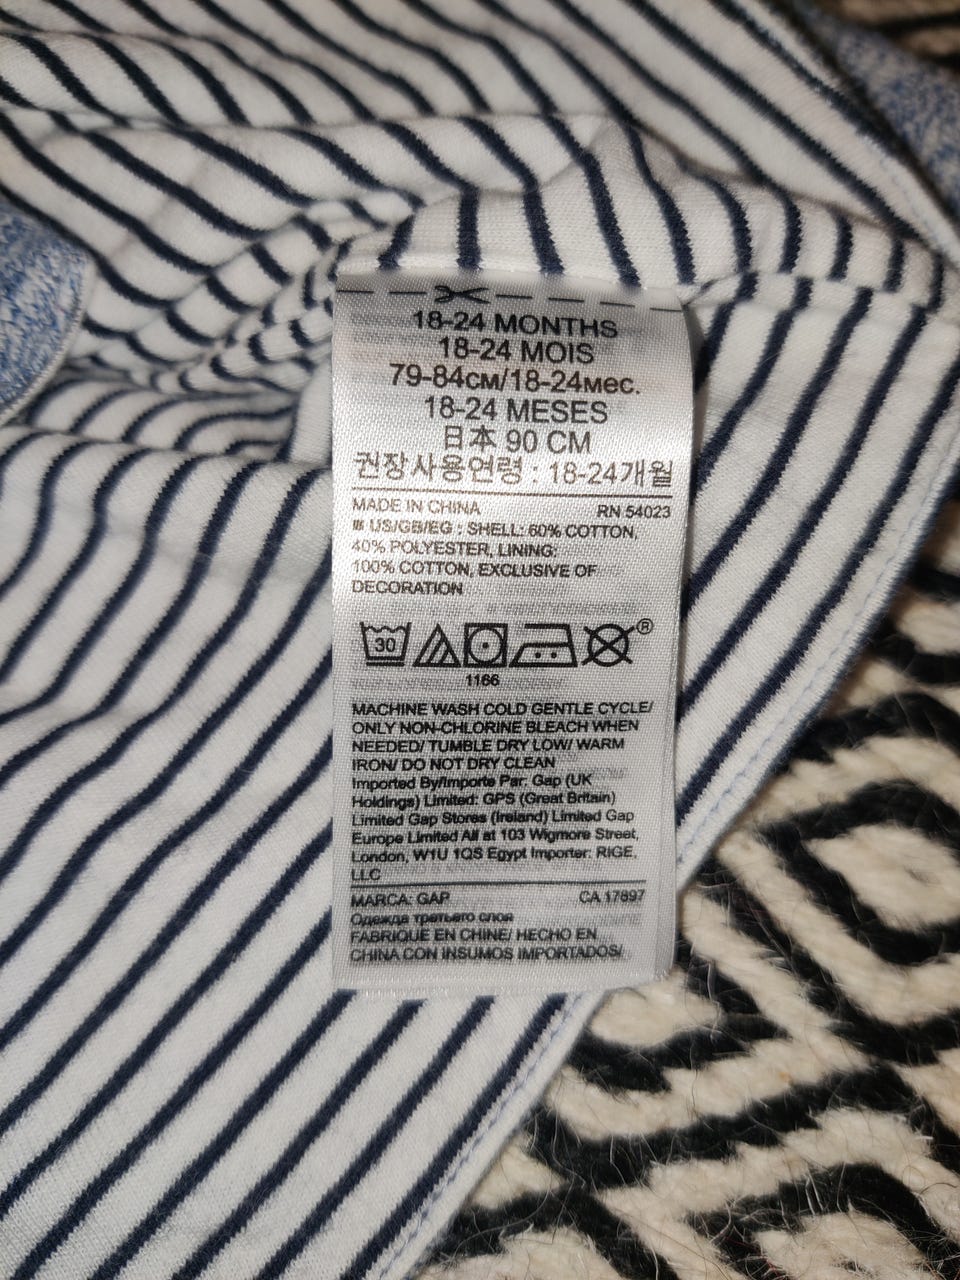 18-24 MONTHS
18-24 MOIS
79-84см/18-24мес.
18-24 MESES
日本 90 CM
권장사용연령 : 18-24개월
MADE IN CHINA RN 54023
US/GB/EG : SHELL: 60% COTTON,
40% POLYESTER, LINING:
100% COTTON, EXCLUSIVE OF
DECORATION
30 ®
1166
MACHINE WASH COLD GENTLE CYCLE/
ONLY NON-CHLORINE BLEACH WHEN
NEEDED/ TUMBLE DRY LOW/ WARM
IRON/ DO NOT DRY CLEAN
Imported By/Importe Par: Gap (UK
Holdings) Limited: GPS (Great Britain)
Limited Gap Stores (Ireland) Limited Gap
Europe Limited All at 103 Wigmore Street,
London, W1U 1QS Egypt Importer: RIGE,
LLC
MARCA: GAP CA 17897
Одежда третьего слоя
FABRIQUE EN CHINE/ HECHO EN
CHINA CON INSUMOS IMPORTADOS/